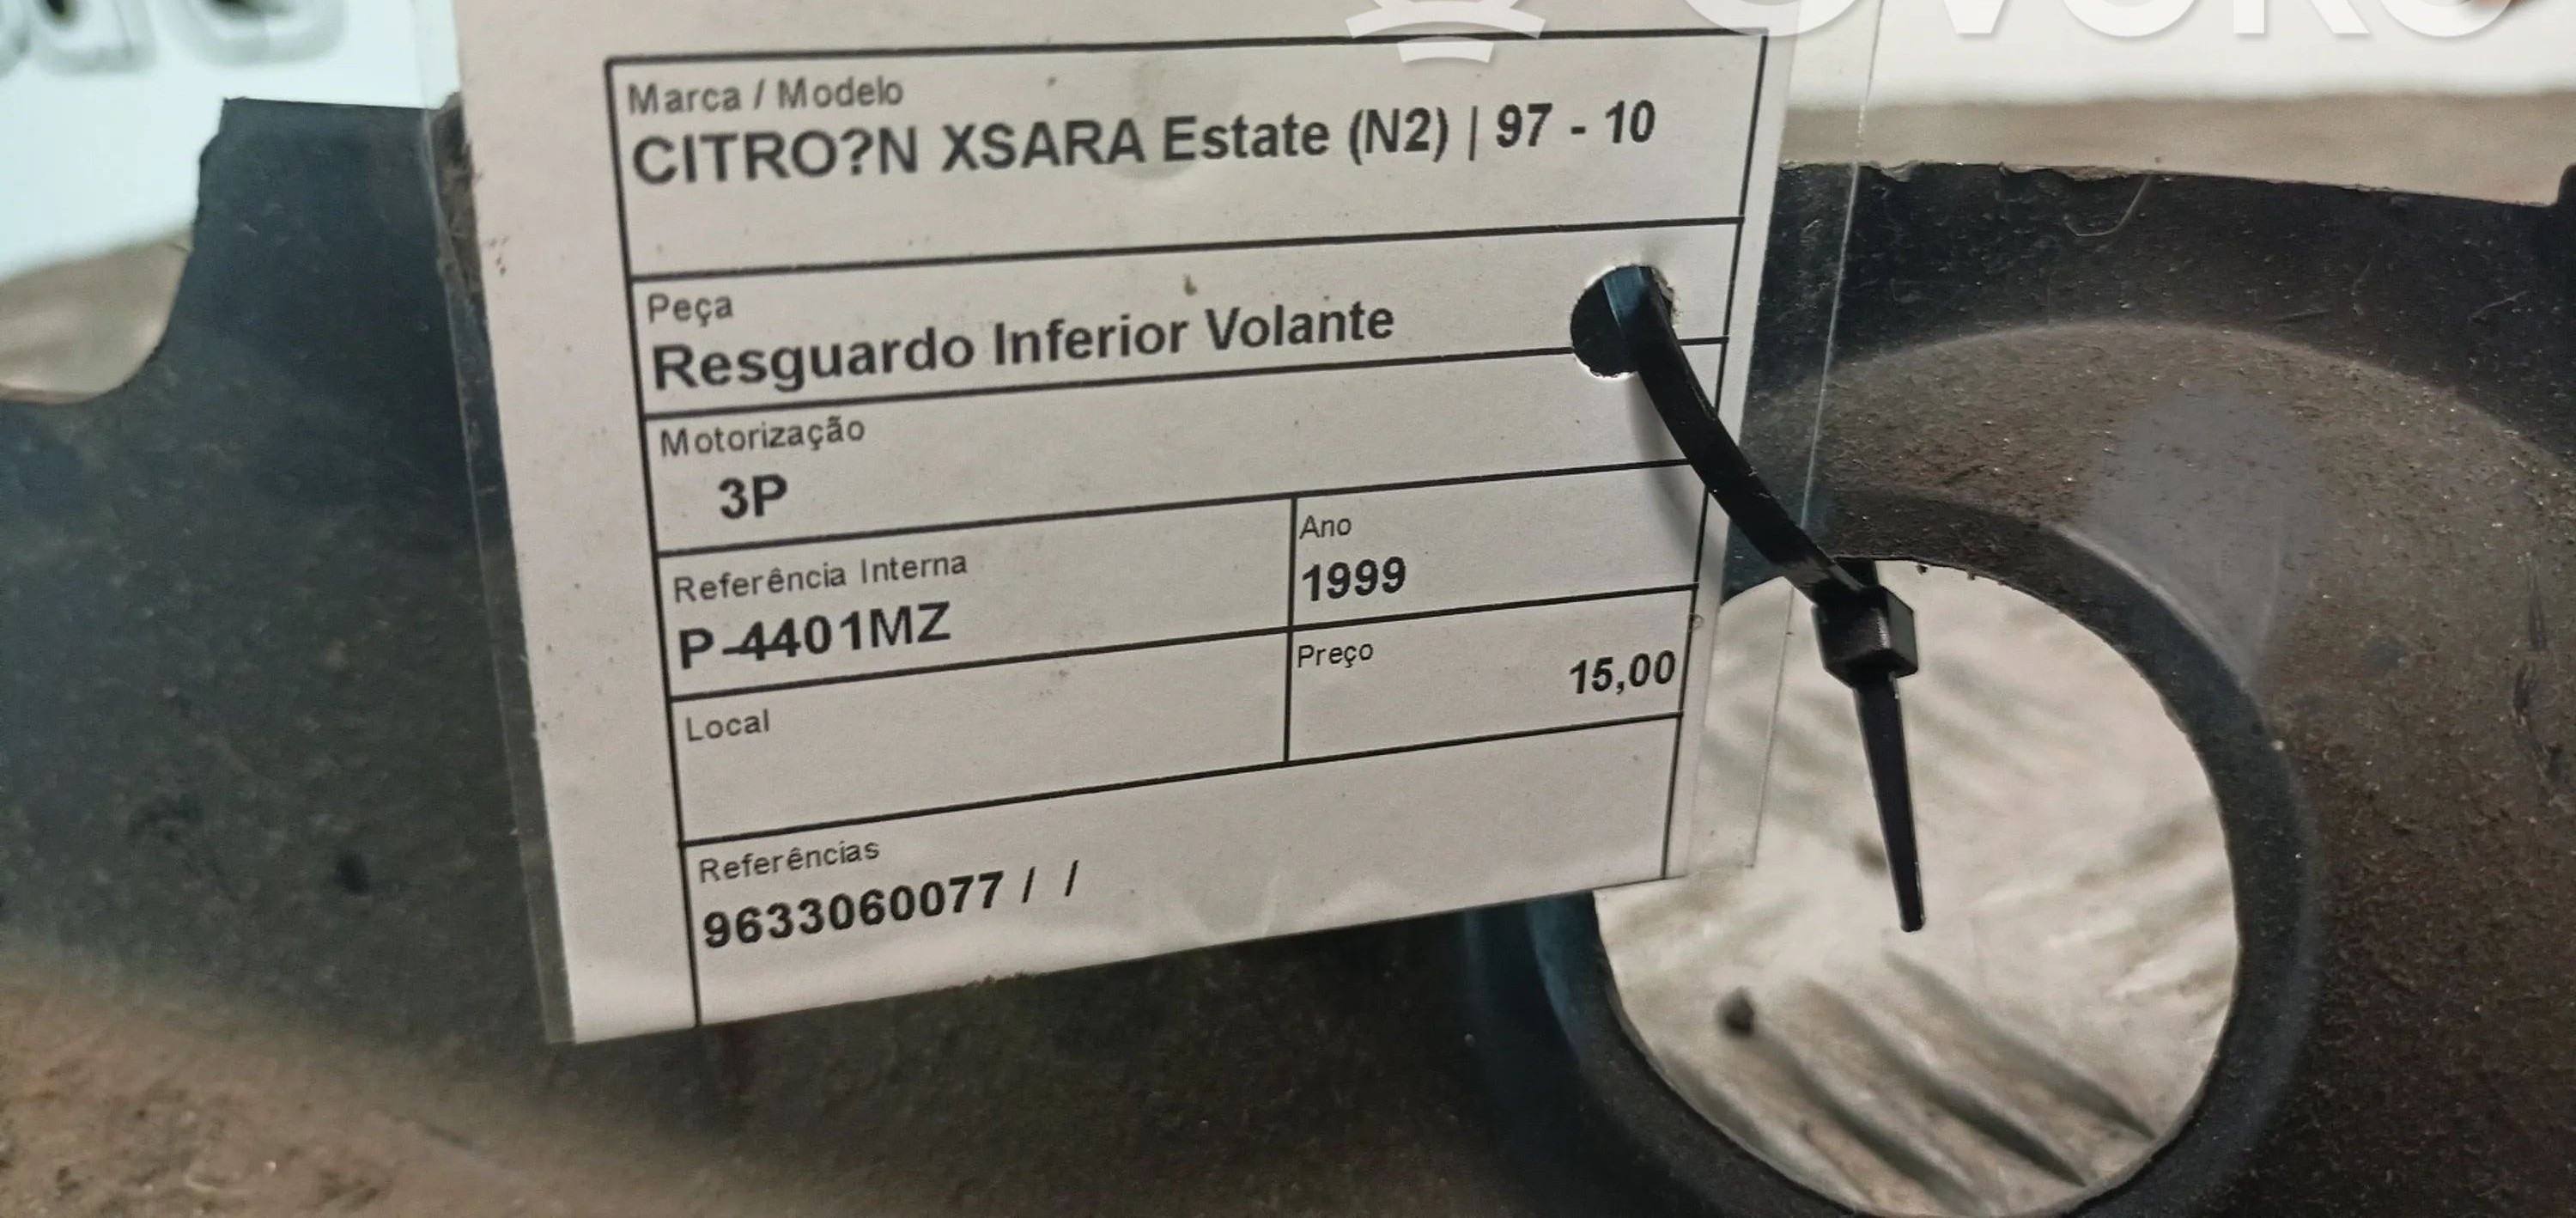 Marca / Modelo
CITRO?N XSARA Estate (N2) | 97 - 10
Peça
Resguardo Inferior Volante
Motorização
3P
Referência Interna
P-4401MZ
Ano
1999
Local
Preço
15,00
Referências
9633060077 / /